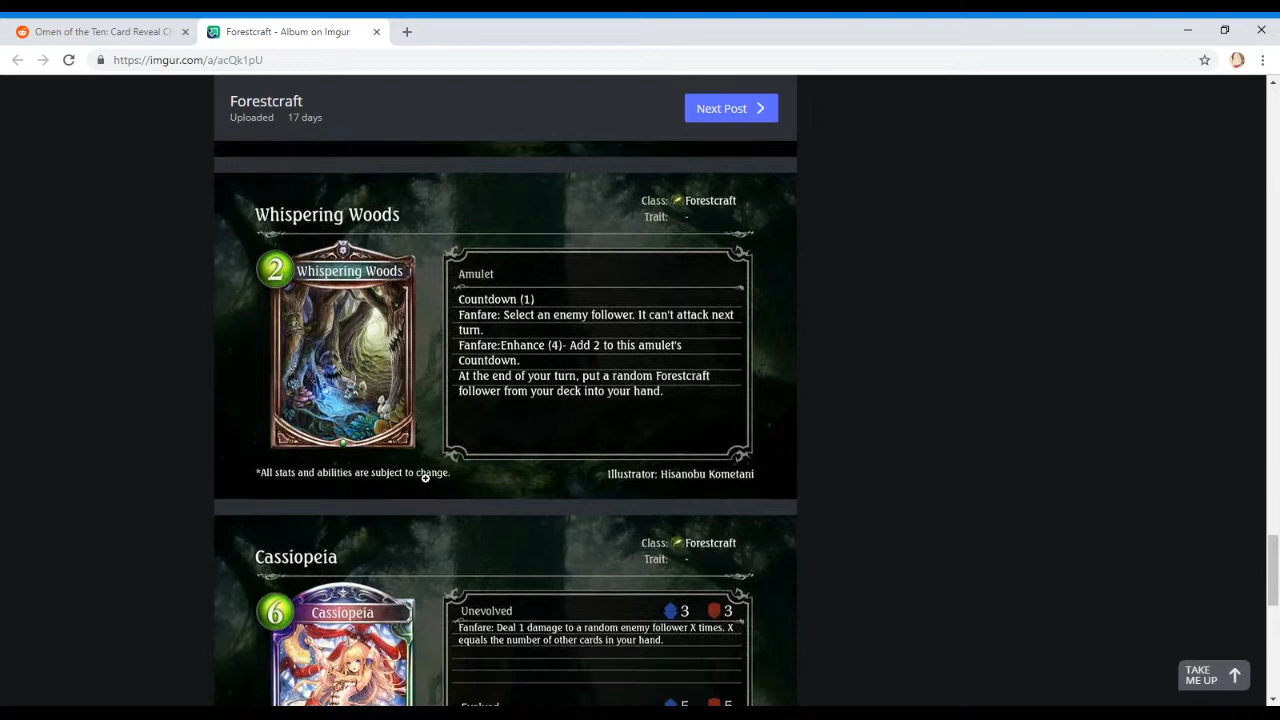 Omen of the Ten: Card Reveal C
Forestcraft - Album on Imgur
https://imgur.com/a/acQk1pU
Forestcraft
Uploaded 17 days
Next Post
Whispering Woods
Class: Forestcraft
Trait: -
2
Whispering Woods
Amulet
Countdown (1)
Fanfare: Select an enemy follower. It can't attack next
turn.
Fanfare:Enhance (4)- Add 2 to this amulet's
Countdown.
At the end of your turn, put a random Forestcraft
follower from your deck into your hand.
*All stats and abilities are subject to change.
Illustrator: Hisanobu Kometani
Cassiopeia
Class: Forestcraft
Trait: -
6
Cassiopeia
Unevolved 3 3
Fanfare: Deal 1 damage to a random enemy follower X times. X
equals the number of other cards in your hand.
Evolved 5 5
TAKE
ME UP